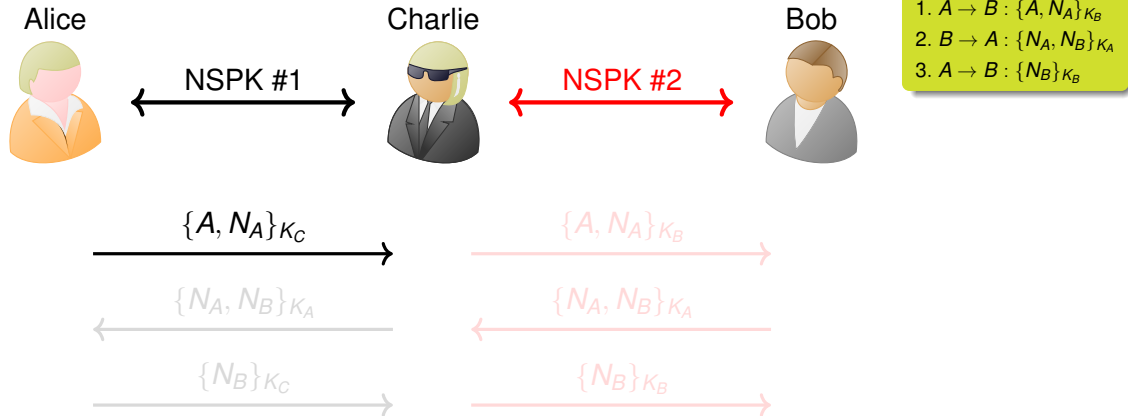 Alice Charlie Bob
1. A → B : {A, N_A}_{K_B}
2. B → A : {N_A, N_B}_{K_A}
3. A → B : {N_B}_{K_B}
NSPK #1 NSPK #2
{A, N_A}_{K_C} {A, N_A}_{K_B}
{N_A, N_B}_{K_A} {N_A, N_B}_{K_A}
{N_B}_{K_C} {N_B}_{K_B}